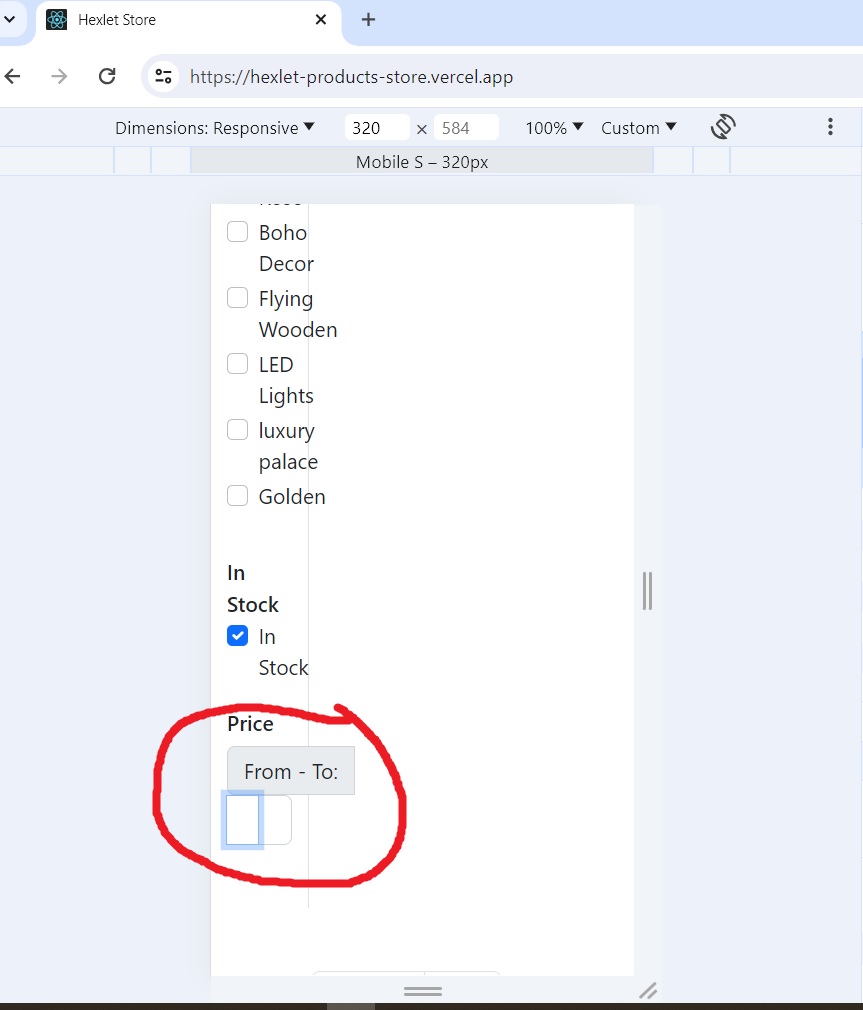 Hexlet Store
https://hexlet-products-store.vercel.app
Dimensions: Responsive 320 × 584 100% Custom
Mobile S – 320px
Boho
Decor
Flying
Wooden
LED
Lights
luxury
palace
Golden
In
Stock
In
Stock
Price
From - To: